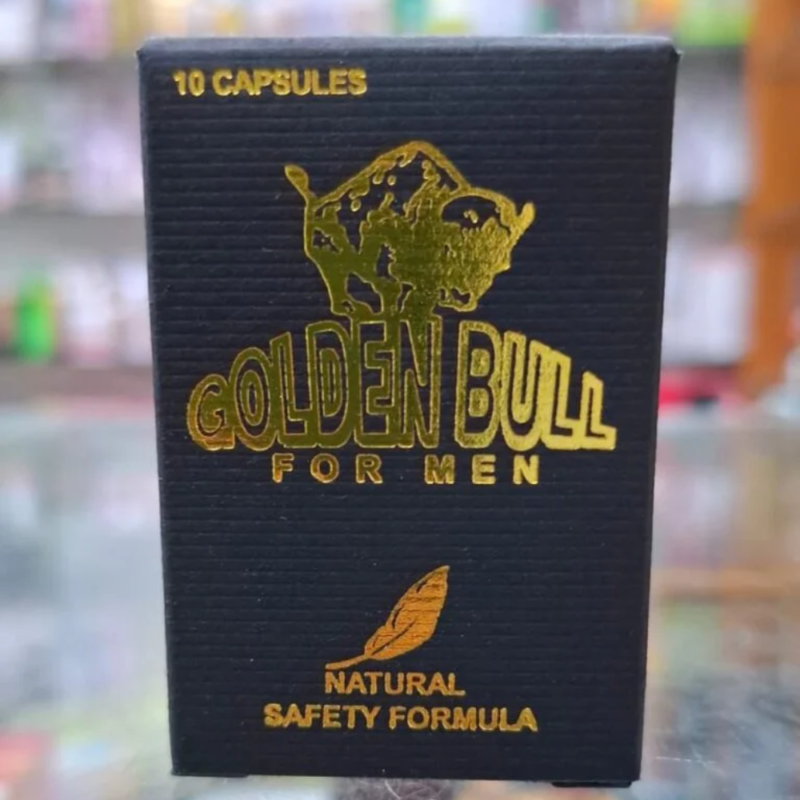 10 CAPSULES
GOLDEN BULL
FOR MEN
NATURAL
SAFETY FORMULA